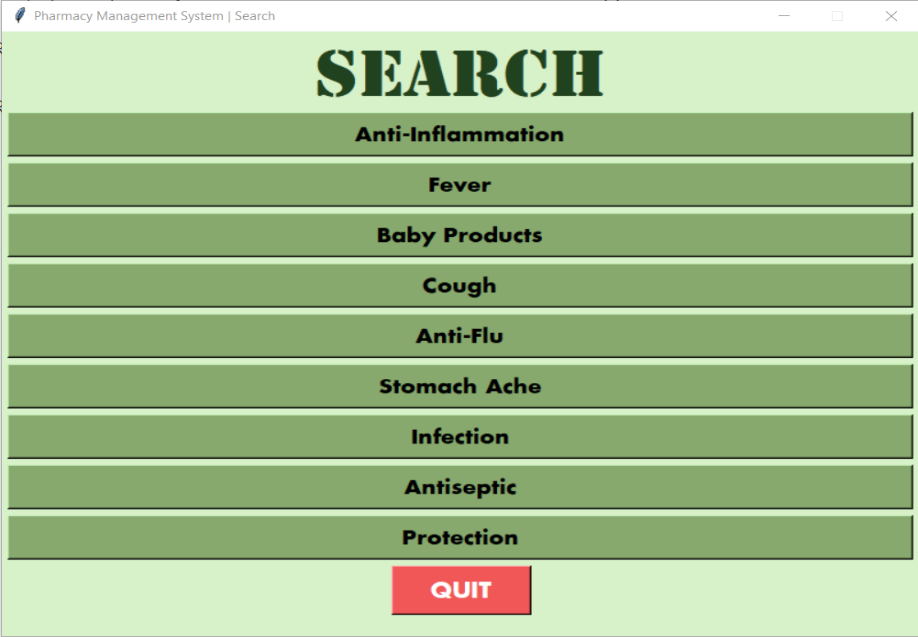 Pharmacy Management System | Search
SEARCH
Anti-Inflammation
Fever
Baby Products
Cough
Anti-Flu
Stomach Ache
Infection
Antiseptic
Protection
QUIT